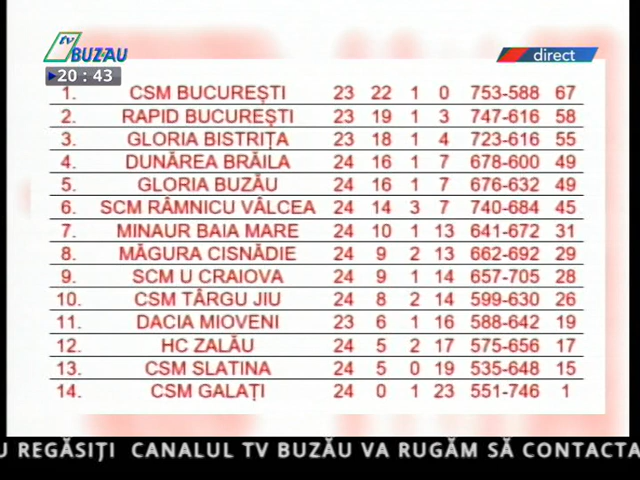 tv
BUZAU
20 : 43
direct
1. CSM BUCUREȘTI 23 22 1 0 753-588 67
2. RAPID BUCUREȘTI 23 19 1 3 747-616 58
3. GLORIA BISTRIȚA 23 18 1 4 723-616 55
4. DUNĂREA BRĂILA 24 16 1 7 678-600 49
5. GLORIA BUZĂU 24 16 1 7 676-632 49
6. SCM RÂMNICU VÂLCEA 24 14 3 7 740-684 45
7. MINAUR BAIA MARE 24 10 1 13 641-672 31
8. MĂGURA CISNĂDIE 24 9 2 13 662-692 29
9. SCM U CRAIOVA 24 9 1 14 657-705 28
10. CSM TÂRGU JIU 24 8 2 14 599-630 26
11. DACIA MIOVENI 23 6 1 16 588-642 19
12. HC ZALĂU 24 5 2 17 575-656 17
13. CSM SLATINA 24 5 0 19 535-648 15
14. CSM GALAȚI 24 0 1 23 551-746 1
U REGĂSIȚI CANALUL TV BUZĂU VA RUGĂM SĂ CONTACTA